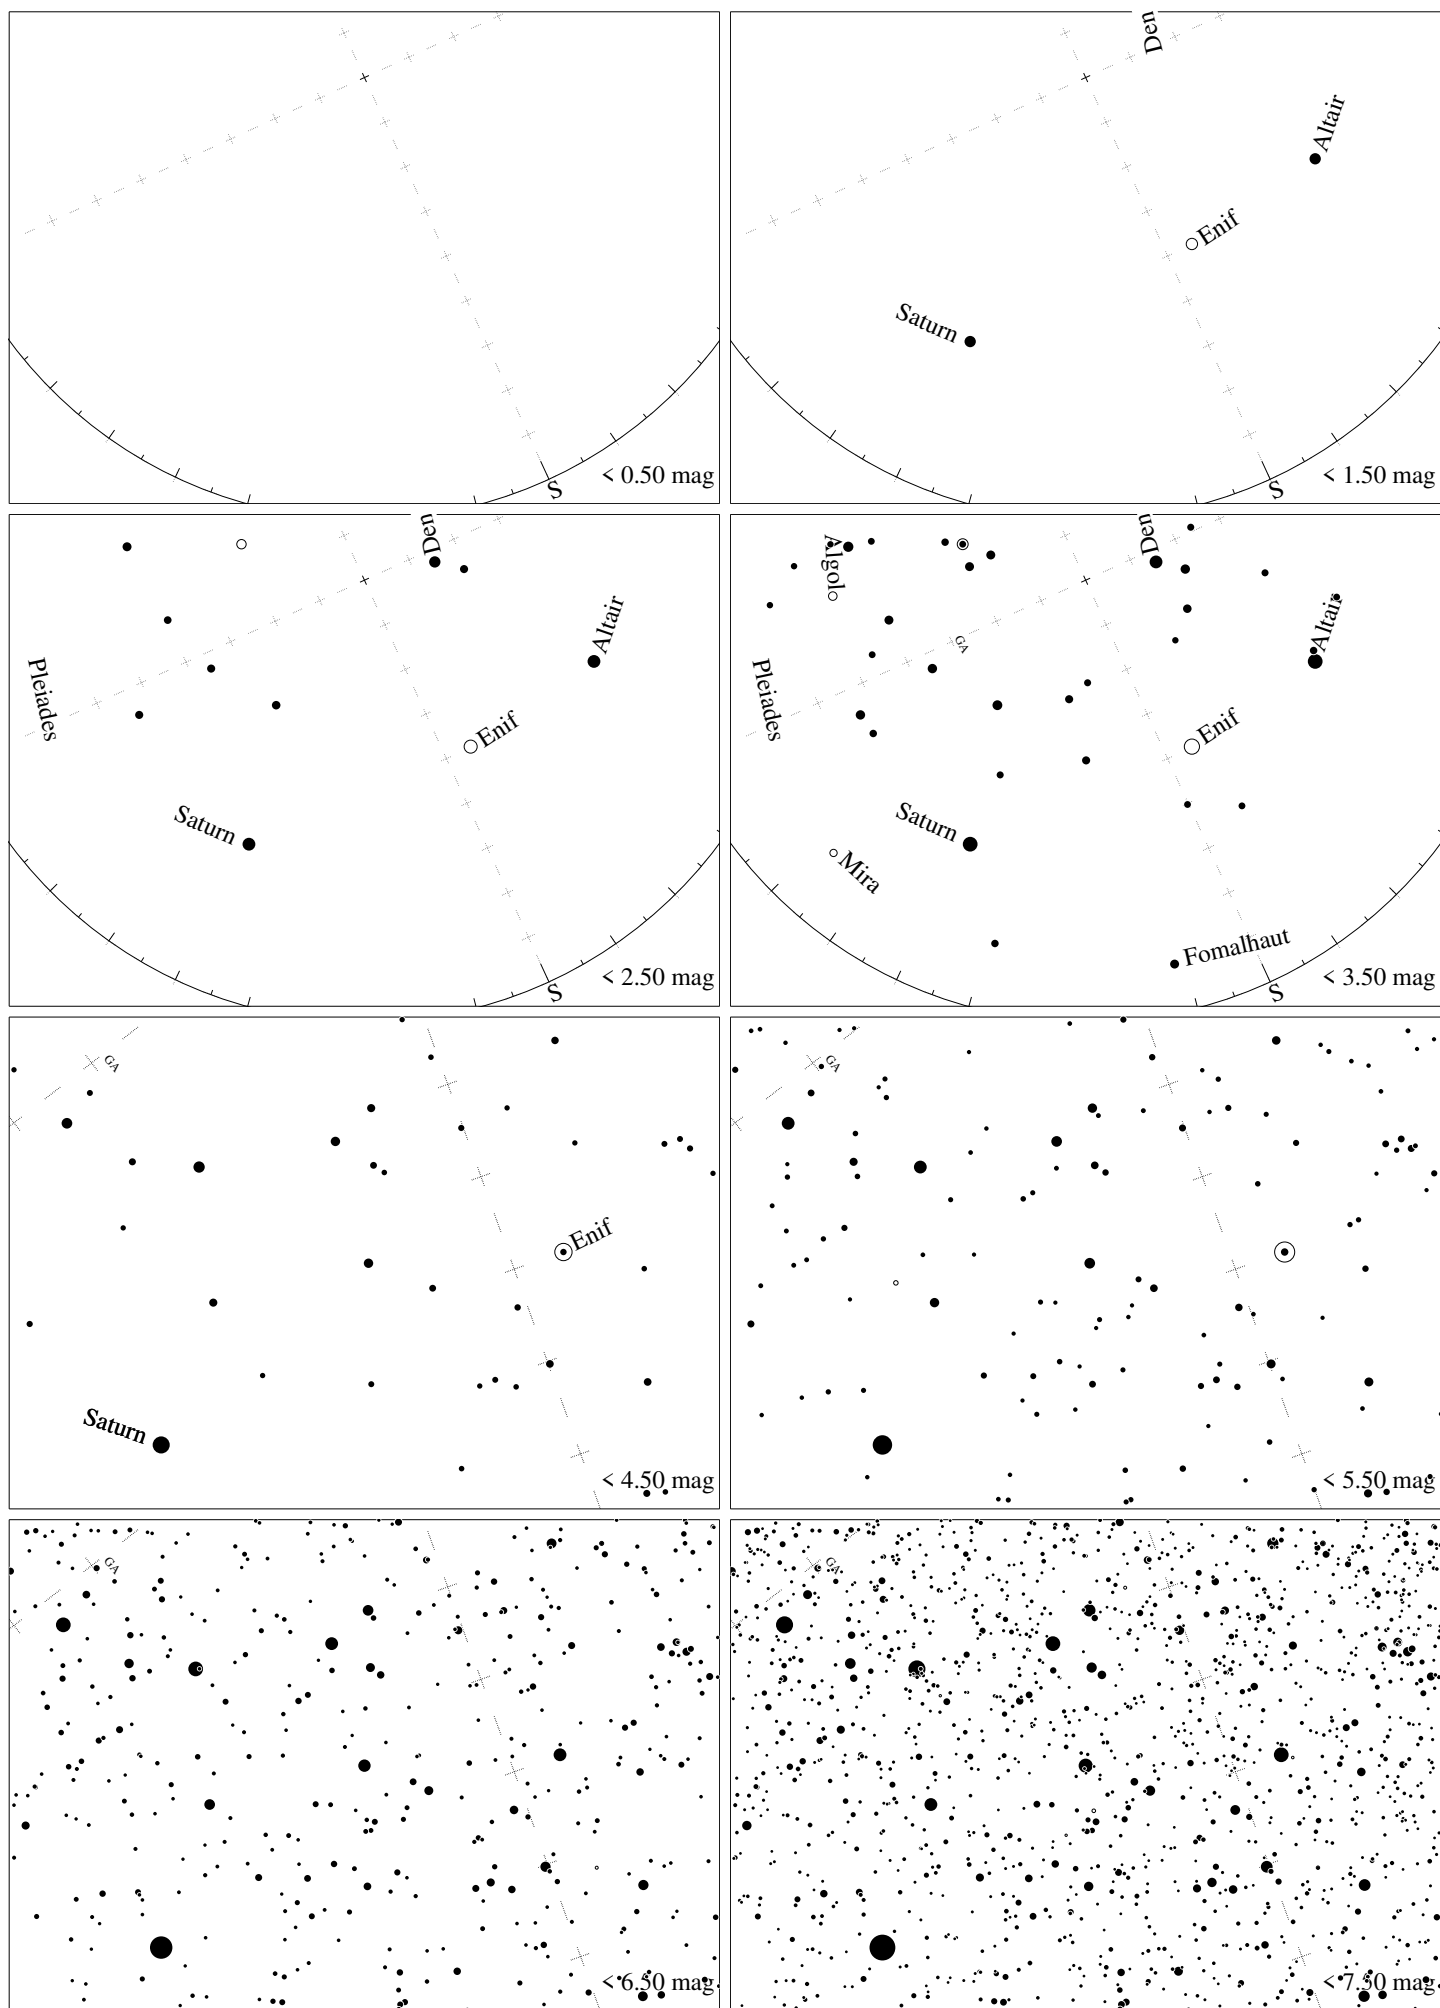 < 0.50 mag
S
Den
Altair
Enif
Saturn
< 1.50 mag
S
Den
Altair
Pleiades
Enif
Saturn
< 2.50 mag
S
Den
Algol
Altair
GA
Pleiades
Enif
Saturn
Mira
Fomalhaut
< 3.50 mag
S
GA
Enif
Saturn
< 4.50 mag
GA
< 5.50 mag
GA
< 6.50 mag
GA
< 7.50 mag